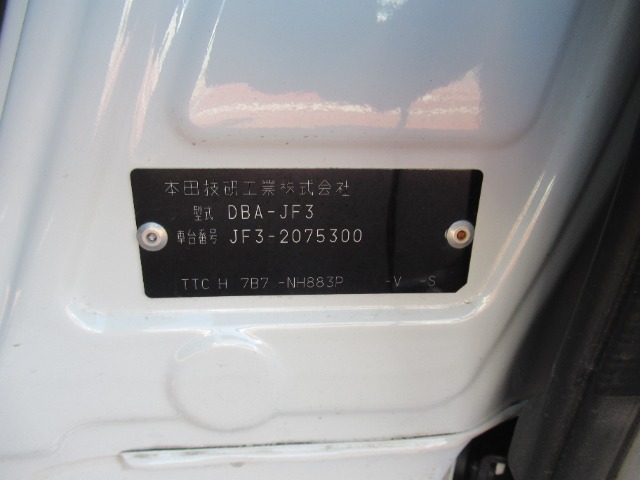 本田技研工業株式会社
型式 DBA-JF3
車台番号 JF3-2075300
TTC H 7B7 -NH883P -V -S